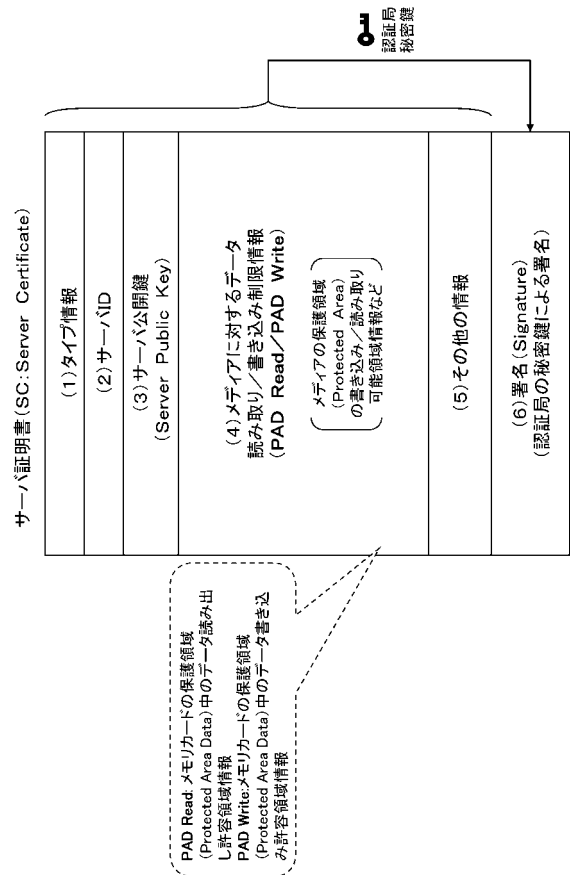 サーバ証明書(SC:Server Certificate)
(1)タイプ情報
(2)サーバID
(3)サーバ公開鍵
(Server Public Key)
(4)メディアに対するデータ
読み取り/書き込み制限情報
(PAD Read/PAD Write)
メディアの保護領域
(Protected Area)
の書き込み/読み取り
可能領域情報など
(5)その他の情報
(6)署名(Signature)
(認証局の秘密鍵による署名)
認証局
秘密鍵
PAD Read: メモリカードの保護領域
(Protected Area Data)中のデータ読み出
し許容領域情報
PAD Write:メモリカードの保護領域
(Protected Area Data)中のデータ書き込
み許容領域情報